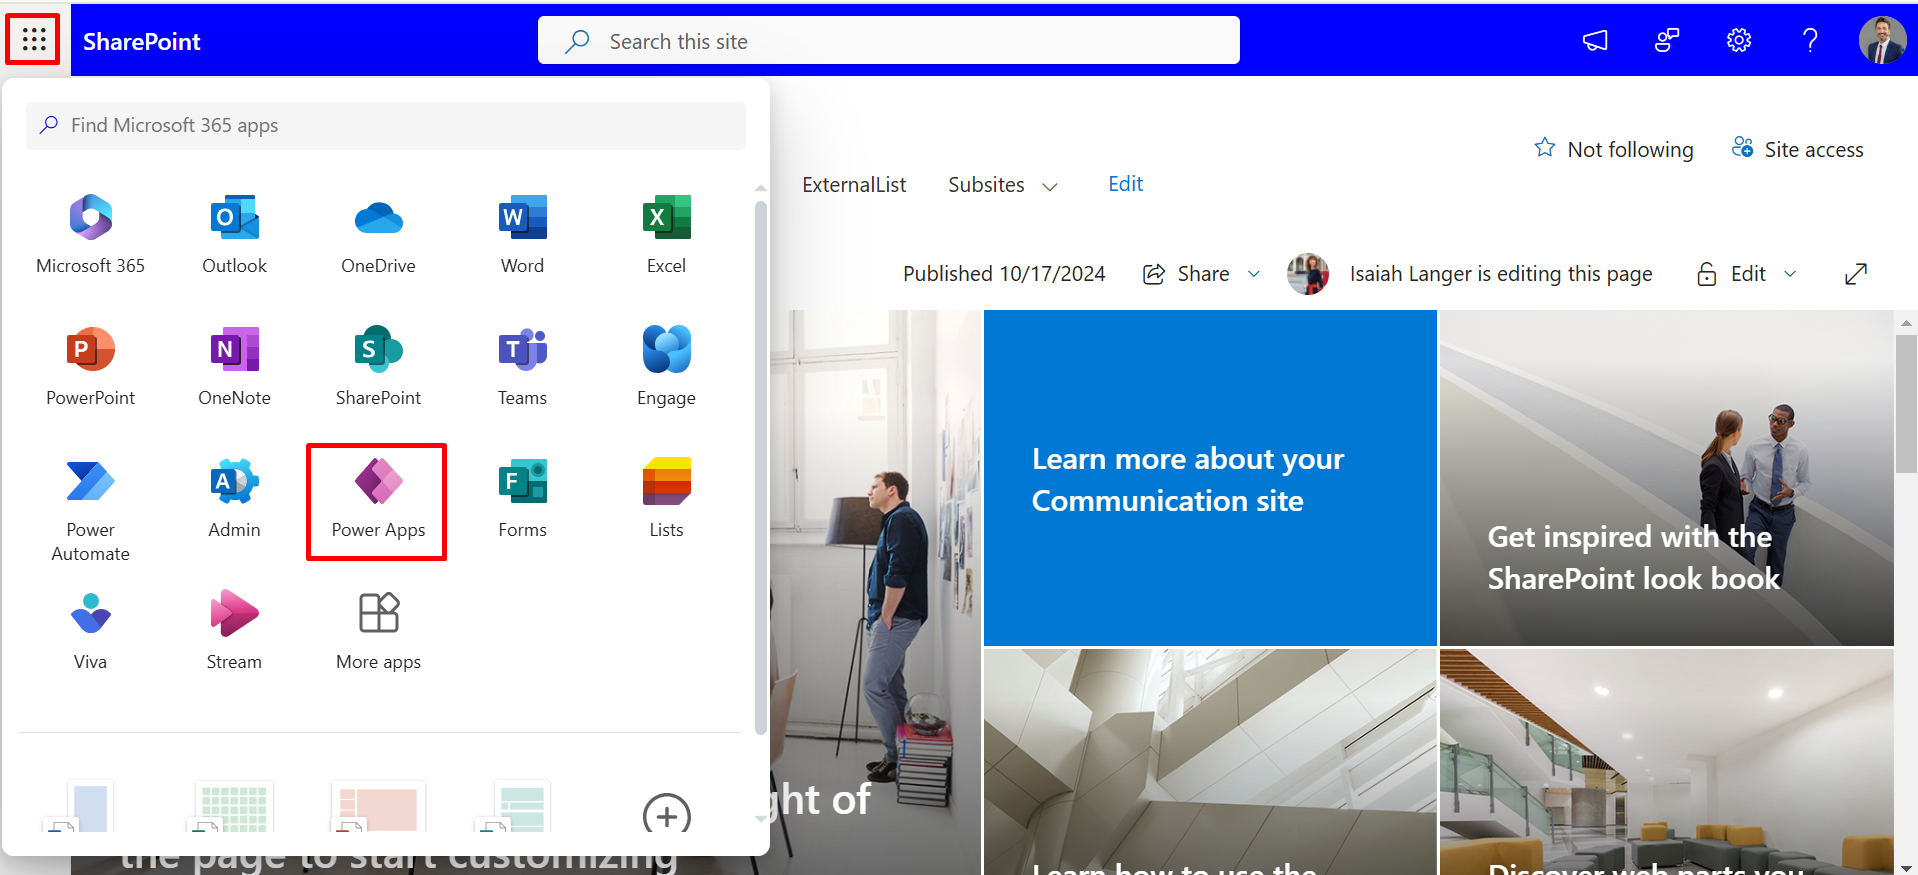 SharePoint
Search this site
Find Microsoft 365 apps
Microsoft 365
Outlook
OneDrive
Word
Excel
PowerPoint
OneNote
SharePoint
Teams
Engage
Power
Automate
Admin
Power Apps
Forms
Lists
Viva
Stream
More apps
Not following
Site access
ExternalList
Subsites
Edit
Published 10/17/2024
Share
Isaiah Langer is editing this page
Edit
Learn more about your
Communication site
Get inspired with the
SharePoint look book
ght of
the page to start customizing
Learn how to use the
Discover web parts you